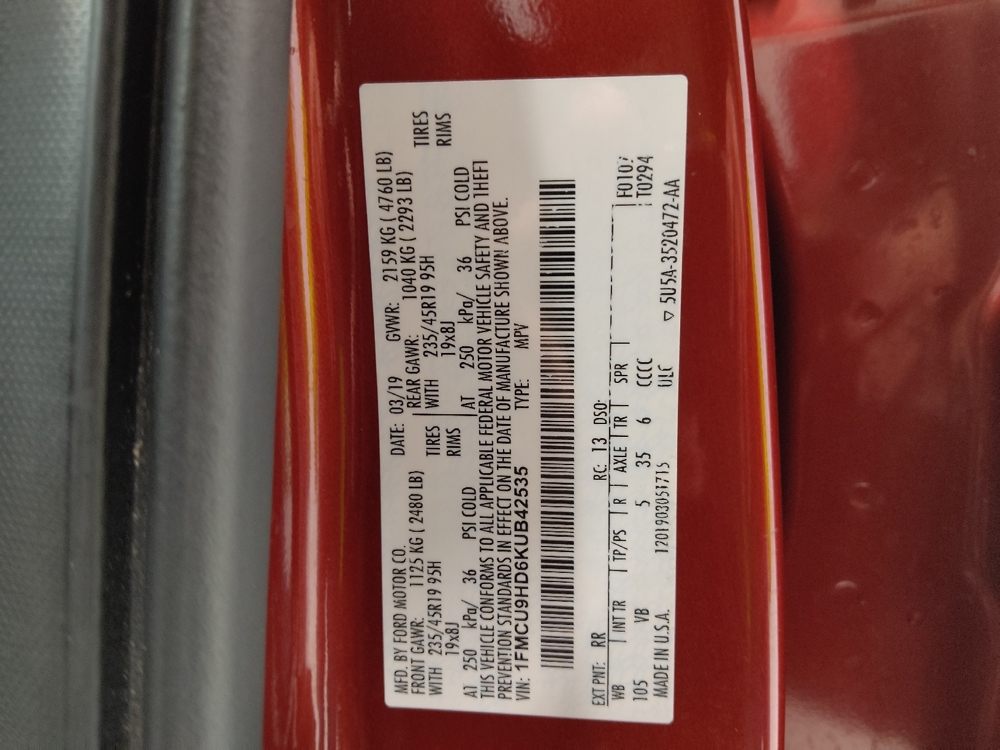 MFD. BY FORD MOTOR CO. DATE: 03/19 GVWR: 2159 KG ( 4760 LB)
FRONT GAWR: 1125 KG ( 2480 LB) REAR GAWR: 1040 KG ( 2293 LB)
WITH 235/45R19 95H TIRES WITH 235/45R19 95H TIRES
19x8J RIMS 19x8J RIMS
AT 250 kPa/ 36 PSI COLD AT 250 kPa/ 36 PSI COLD
THIS VEHICLE CONFORMS TO ALL APPLICABLE FEDERAL MOTOR VEHICLE SAFETY AND THEFT
PREVENTION STANDARDS IN EFFECT ON THE DATE OF MANUFACTURE SHOWN ABOVE.
VIN: 1FMCU9HD6KUB42535 TYPE: MPV
EXT PNT: RR RC: 13 DSO:
WB INT TR TP/PS R AXLE TR SPR F0107
105 VB 5 35 6 CCCC T0294
ULC
MADE IN U.S.A. 1201903051715 ▽ 5U5A-3520472-AA